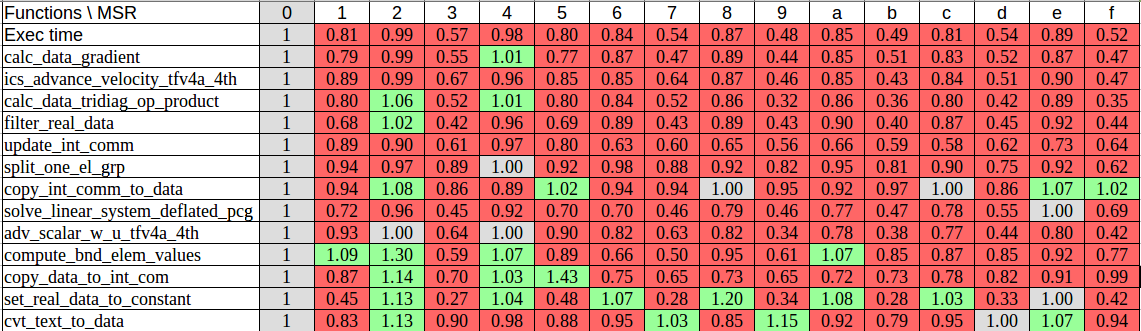 Functions \ MSR 0 1 2 3 4 5 6 7 8 9 a b c d e f
Exec time 1 0.81 0.99 0.57 0.98 0.80 0.84 0.54 0.87 0.48 0.85 0.49 0.81 0.54 0.89 0.52
calc_data_gradient 1 0.79 0.99 0.55 1.01 0.77 0.87 0.47 0.89 0.44 0.85 0.51 0.83 0.52 0.87 0.47
ics_advance_velocity_tfv4a_4th 1 0.89 0.99 0.67 0.96 0.85 0.85 0.64 0.87 0.46 0.85 0.43 0.84 0.51 0.90 0.47
calc_data_tridiag_op_product 1 0.80 1.06 0.52 1.01 0.80 0.84 0.52 0.86 0.32 0.86 0.36 0.80 0.42 0.89 0.35
filter_real_data 1 0.68 1.02 0.42 0.96 0.69 0.89 0.43 0.89 0.43 0.90 0.40 0.87 0.45 0.92 0.44
update_int_comm 1 0.89 0.90 0.61 0.97 0.80 0.63 0.60 0.65 0.56 0.66 0.59 0.58 0.62 0.73 0.64
split_one_el_grp 1 0.94 0.97 0.89 1.00 0.92 0.98 0.88 0.92 0.82 0.95 0.81 0.90 0.75 0.92 0.62
copy_int_comm_to_data 1 0.94 1.08 0.86 0.89 1.02 0.94 0.94 1.00 0.95 0.92 0.97 1.00 0.86 1.07 1.02
solve_linear_system_deflated_pcg 1 0.72 0.96 0.45 0.92 0.70 0.70 0.46 0.79 0.46 0.77 0.47 0.78 0.55 1.00 0.69
adv_scalar_w_u_tfv4a_4th 1 0.93 1.00 0.64 1.00 0.90 0.82 0.63 0.82 0.34 0.78 0.38 0.77 0.44 0.80 0.42
compute_bnd_elem_values 1 1.09 1.30 0.59 1.07 0.89 0.66 0.50 0.95 0.61 1.07 0.85 0.87 0.85 0.92 0.77
copy_data_to_int_com 1 0.87 1.14 0.70 1.03 1.43 0.75 0.65 0.73 0.65 0.72 0.73 0.78 0.82 0.91 0.99
set_real_data_to_constant 1 0.45 1.13 0.27 1.04 0.48 1.07 0.28 1.20 0.34 1.08 0.28 1.03 0.33 1.00 0.42
cvt_text_to_data 1 0.83 1.13 0.90 0.98 0.88 0.95 1.03 0.85 1.15 0.92 0.79 0.95 1.00 1.07 0.94